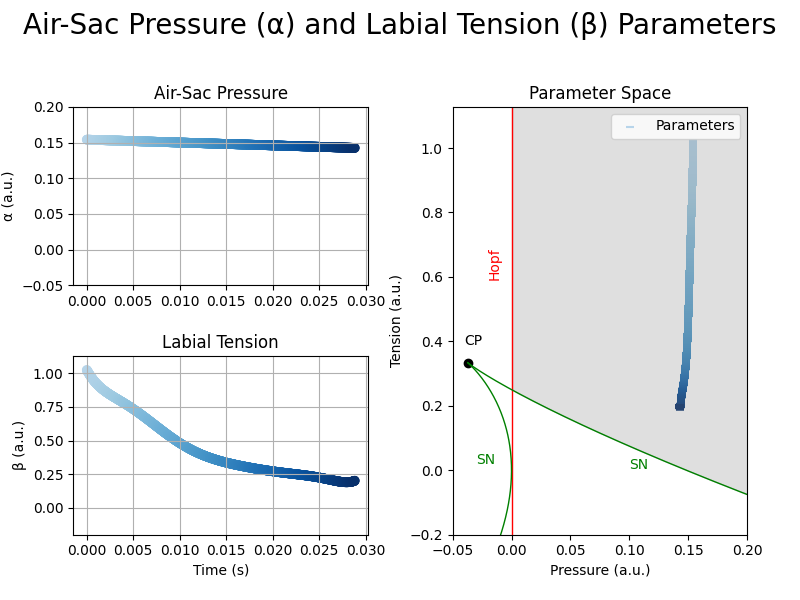 Air-Sac Pressure (α) and Labial Tension (β) Parameters
Air-Sac Pressure
α (a.u.)
0.20
0.15
0.10
0.05
0.00
−0.05
0.000 0.005 0.010 0.015 0.020 0.025 0.030
Labial Tension
β (a.u.)
1.00
0.75
0.50
0.25
0.00
0.000 0.005 0.010 0.015 0.020 0.025 0.030
Time (s)
Parameter Space
Parameters
Tension (a.u.)
1.0
0.8
0.6
0.4
0.2
0.0
−0.2
Hopf
CP
SN
SN
−0.05 0.00 0.05 0.10 0.15 0.20
Pressure (a.u.)